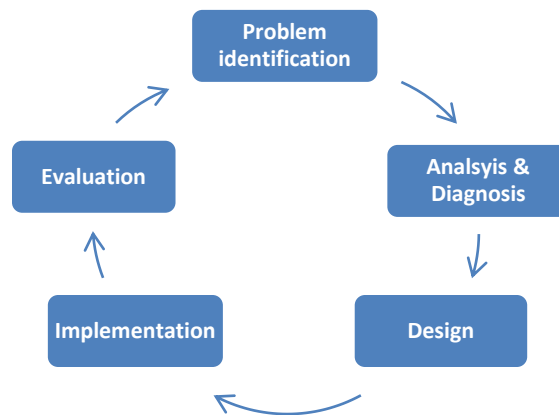 Problem
identification
Analsyis &
Diagnosis
Design
Implementation
Evaluation